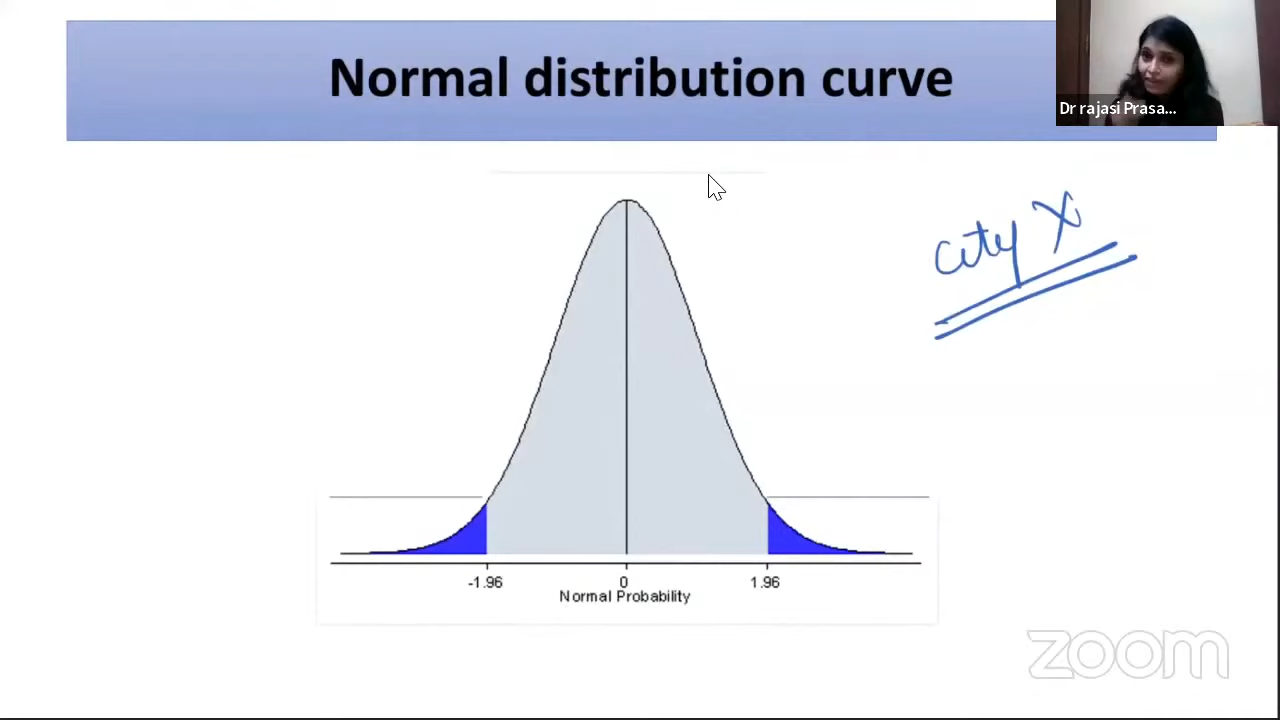 Normal distribution curve
Dr rajasi Prasa...
City X
-1.96 0 1.96
Normal Probability
zoom